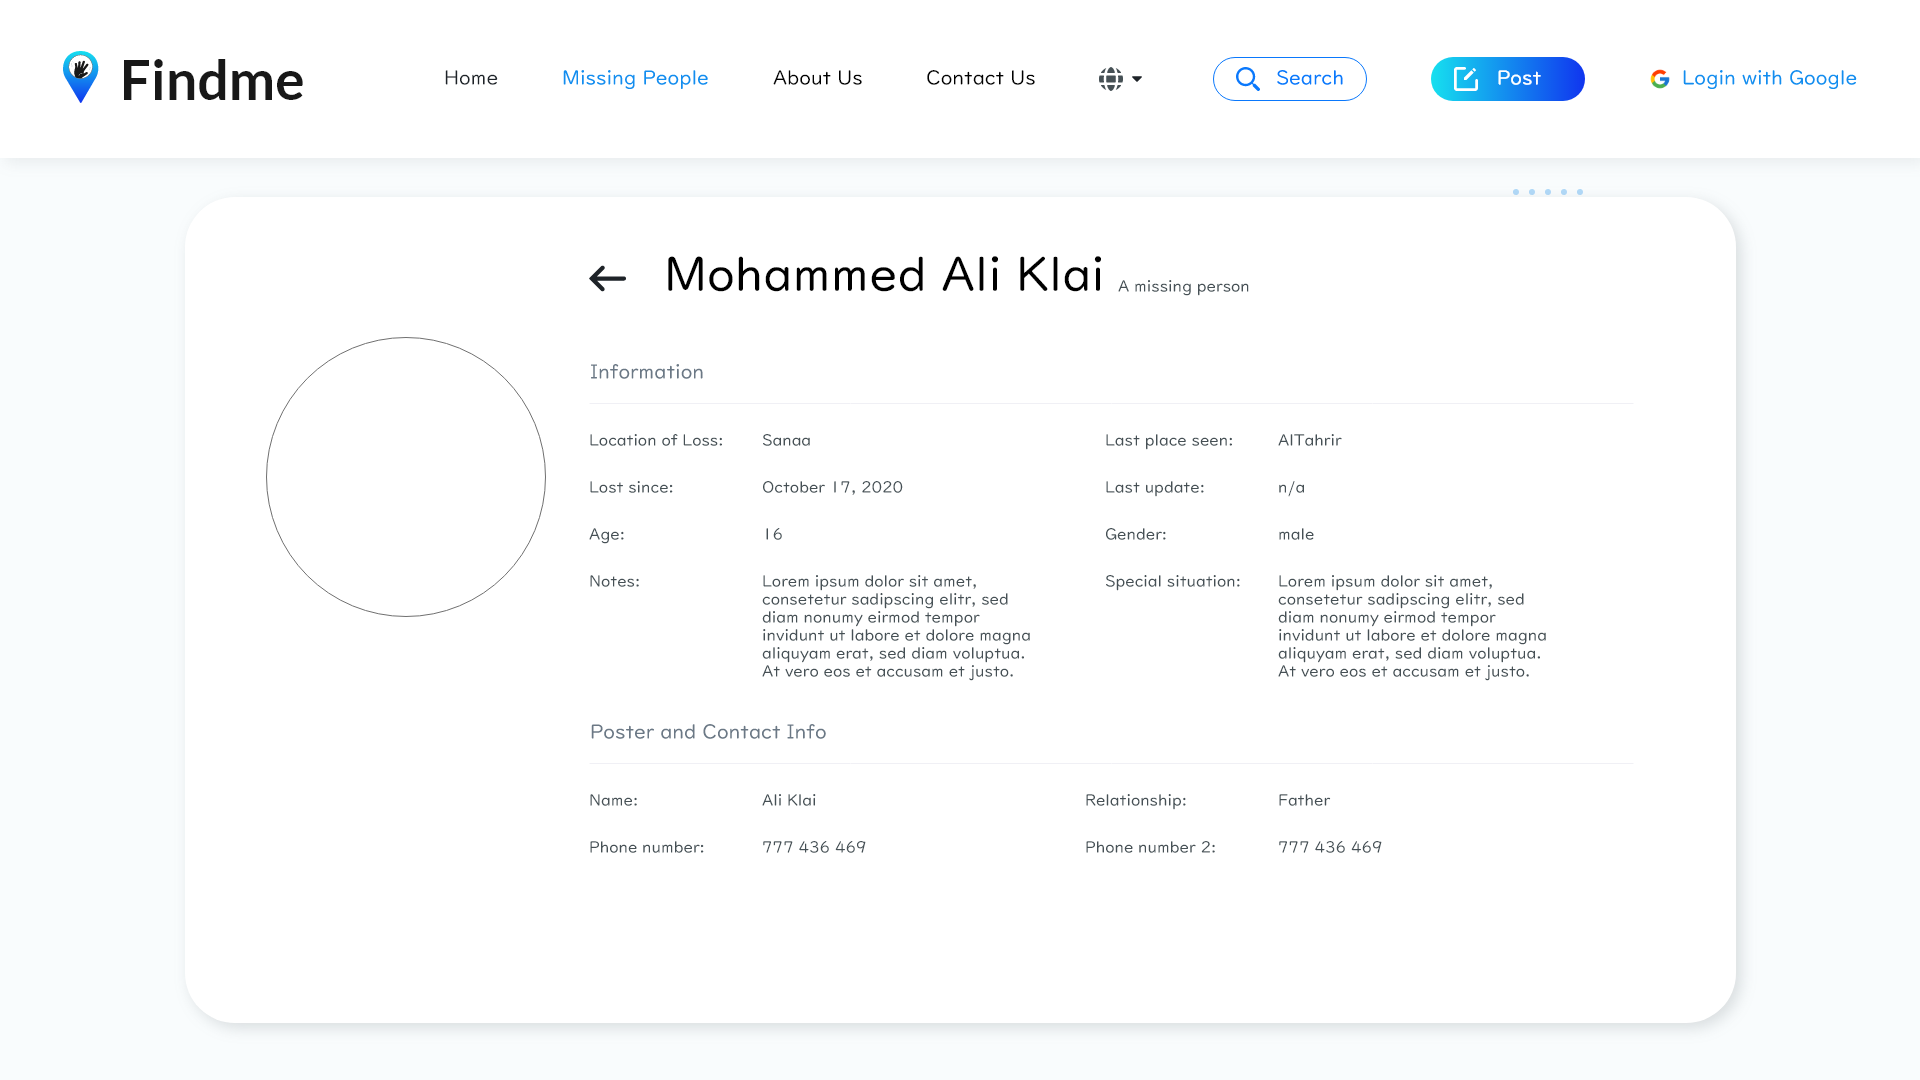 Findme
Home
Missing People
About Us
Contact Us
Search
Post
Login with Google
Mohammed Ali Klai
A missing person
Information
Location of Loss: Sanaa
Last place seen: AlTahrir
Lost since: October 17, 2020
Last update: n/a
Age: 16
Gender: male
Notes:
Lorem ipsum dolor sit amet,
consetetur sadipscing elitr, sed
diam nonumy eirmod tempor
invidunt ut labore et dolore magna
aliquyam erat, sed diam voluptua.
At vero eos et accusam et justo.
Special situation:
Lorem ipsum dolor sit amet,
consetetur sadipscing elitr, sed
diam nonumy eirmod tempor
invidunt ut labore et dolore magna
aliquyam erat, sed diam voluptua.
At vero eos et accusam et justo.
Poster and Contact Info
Name: Ali Klai
Relationship: Father
Phone number: 777 436 469
Phone number 2: 777 436 469